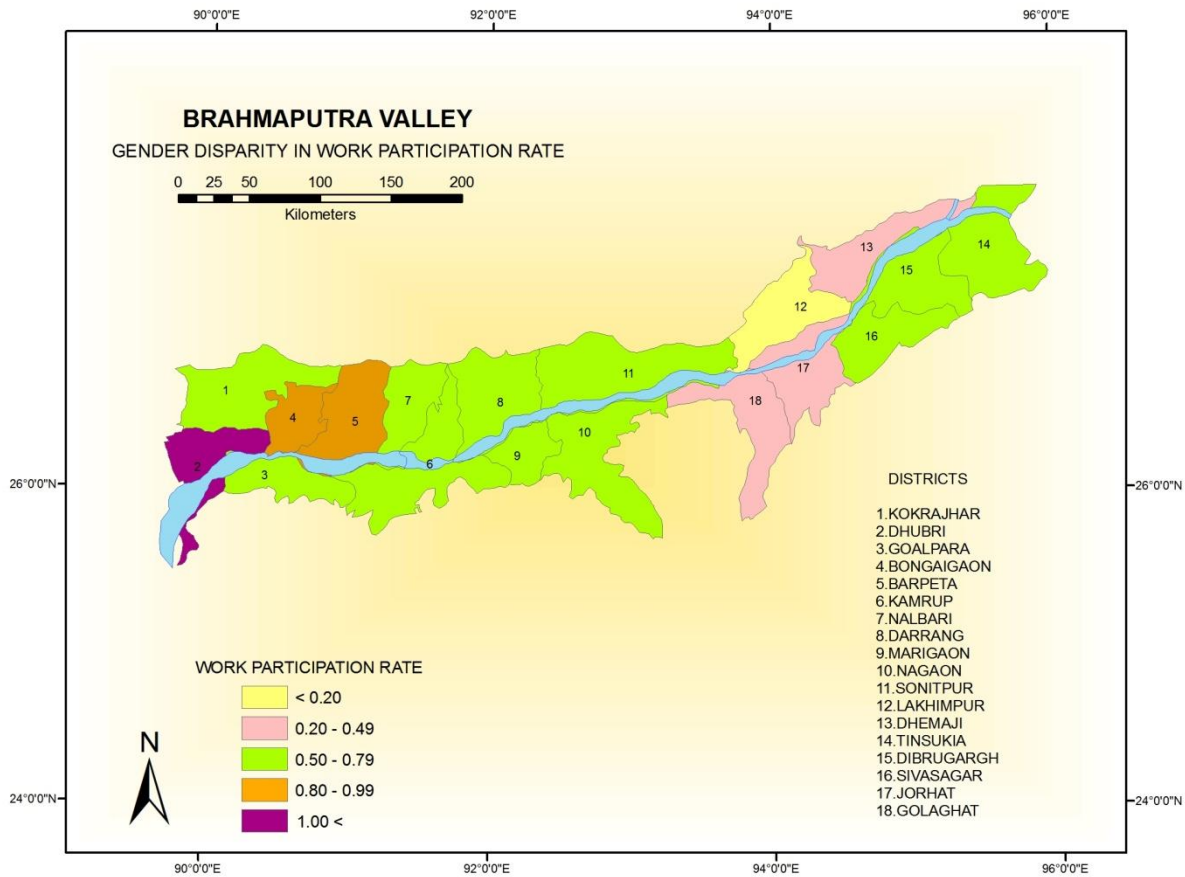 90°0'0"E 92°0'0"E 94°0'0"E 96°0'0"E
BRAHMAPUTRA VALLEY
GENDER DISPARITY IN WORK PARTICIPATION RATE
0 25 50 100 150 200
Kilometers
13
14
15
12
16
11
17
1
7
8
18
4
5
10
9
2
6
3
26°0'0"N
26°0'0"N
DISTRICTS
1.KOKRAJHAR
2.DHUBRI
3.GOALPARA
4.BONGAIGAON
5.BARPETA
6.KAMRUP
7.NALBARI
8.DARRANG
9.MARIGAON
10.NAGAON
11.SONITPUR
12.LAKHIMPUR
13.DHEMAJI
14.TINSUKIA
15.DIBRUGARGH
16.SIVASAGAR
17.JORHAT
18.GOLAGHAT
WORK PARTICIPATION RATE
< 0.20
0.20 - 0.49
0.50 - 0.79
0.80 - 0.99
1.00 <
N
24°0'0"N
24°0'0"N
90°0'0"E 92°0'0"E 94°0'0"E 96°0'0"E